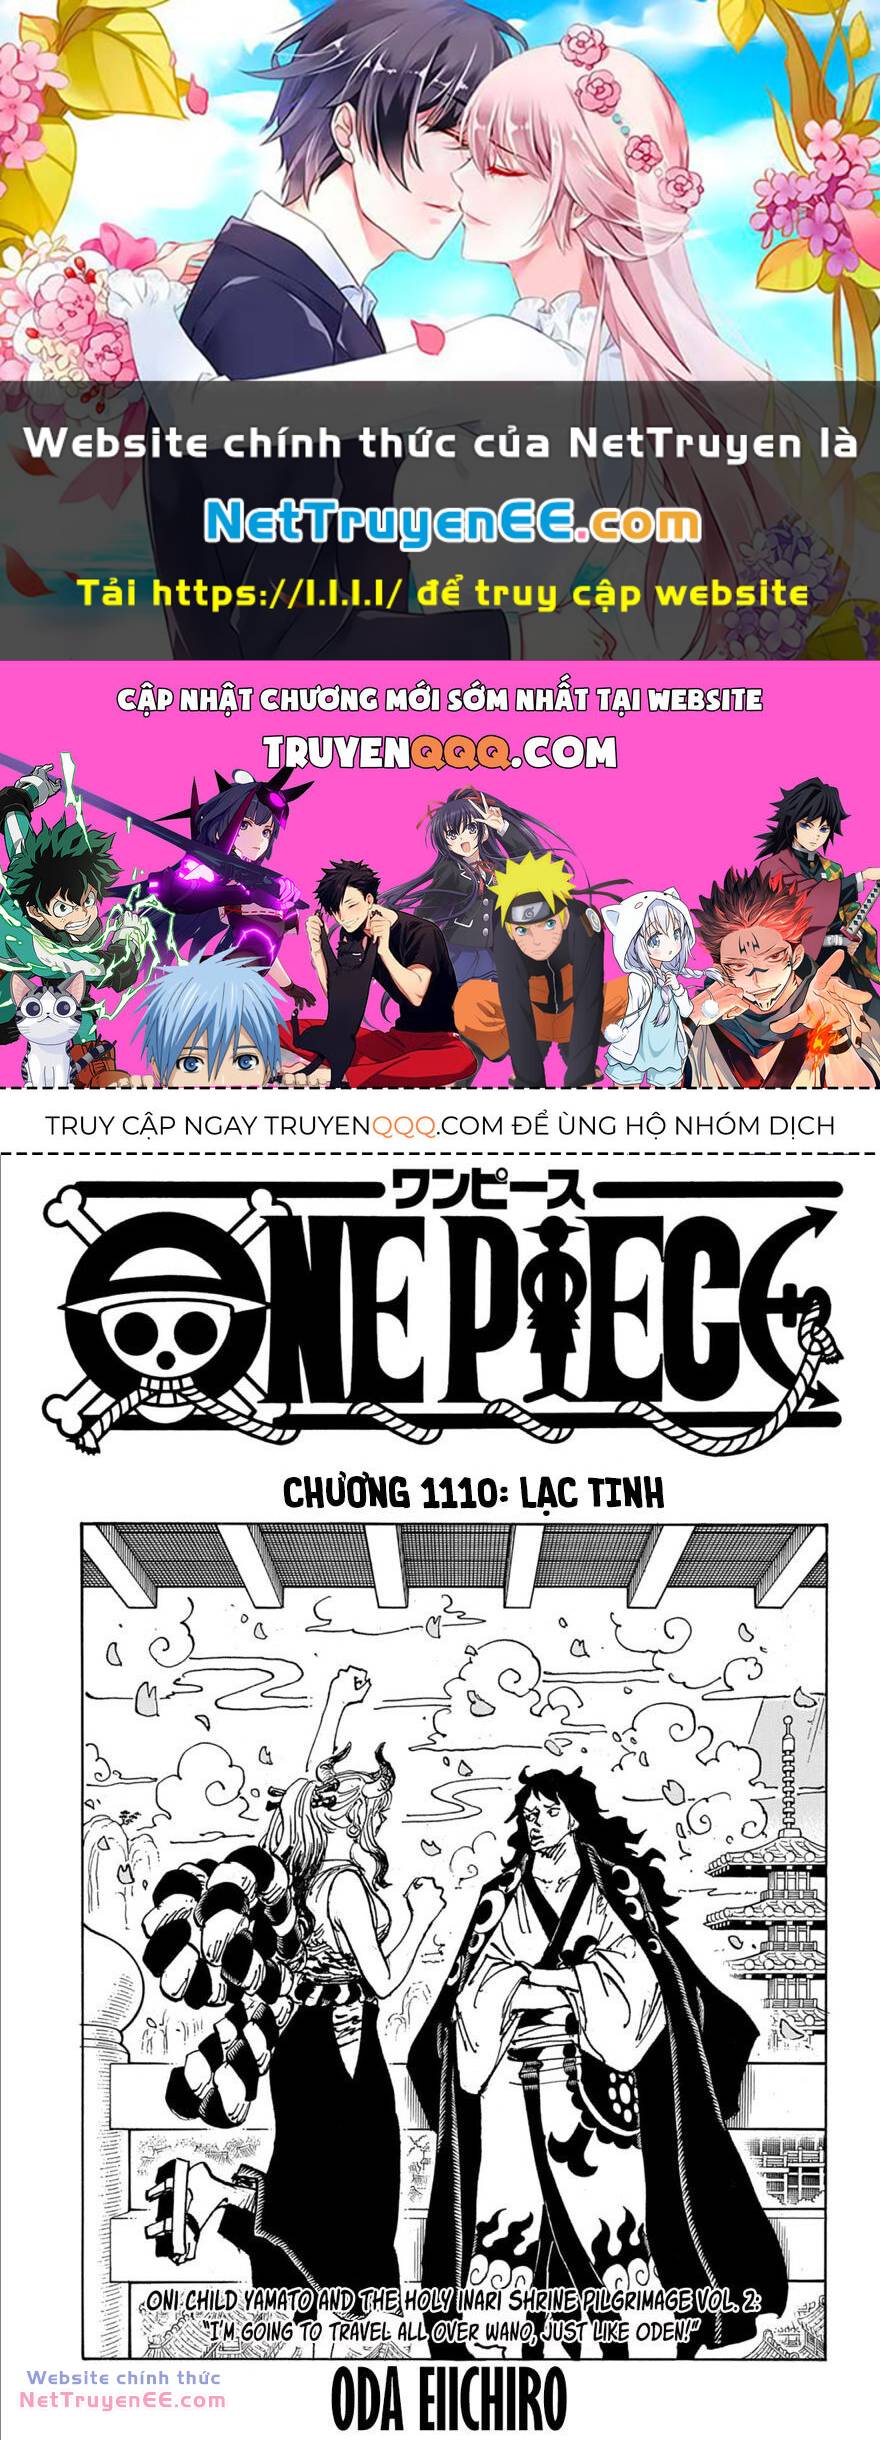 Website chính thức của NetTruyen là
NetTruyenEE.com
Tải https://1.1.1.1/ để truy cập website
CẬP NHẬT CHƯƠNG MỚI SỚM NHẤT TẠI WEBSITE
TRUYENQQQ.COM
TRUY CẬP NGAY TRUYENQQQ.COM ĐỂ ỦNG HỘ NHÓM DỊCH
ワンピース
ONE PIECE
CHƯƠNG 1110: LẠC TINH
ONI CHILD YAMATO AND THE HOLY INARI SHRINE PILGRIMAGE VOL. 2:
"I'M GOING TO TRAVEL ALL OVER WANO, JUST LIKE ODEN!"
Website chính thức
NetTruyenEE.com
ODA EIICHIRO